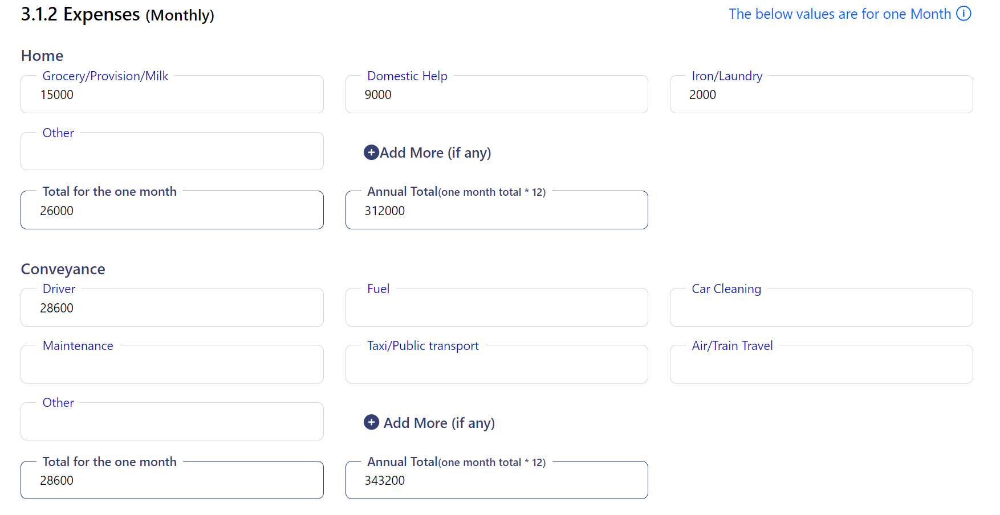 3.1.2 Expenses (Monthly)
The below values are for one Month
Home
Grocery/Provision/Milk
15000
Domestic Help
9000
Iron/Laundry
2000
Other
Add More (if any)
Total for the one month
26000
Annual Total(one month total * 12)
312000
Conveyance
Driver
28600
Fuel
Car Cleaning
Maintenance
Taxi/Public transport
Air/Train Travel
Other
Add More (if any)
Total for the one month
28600
Annual Total(one month total * 12)
343200